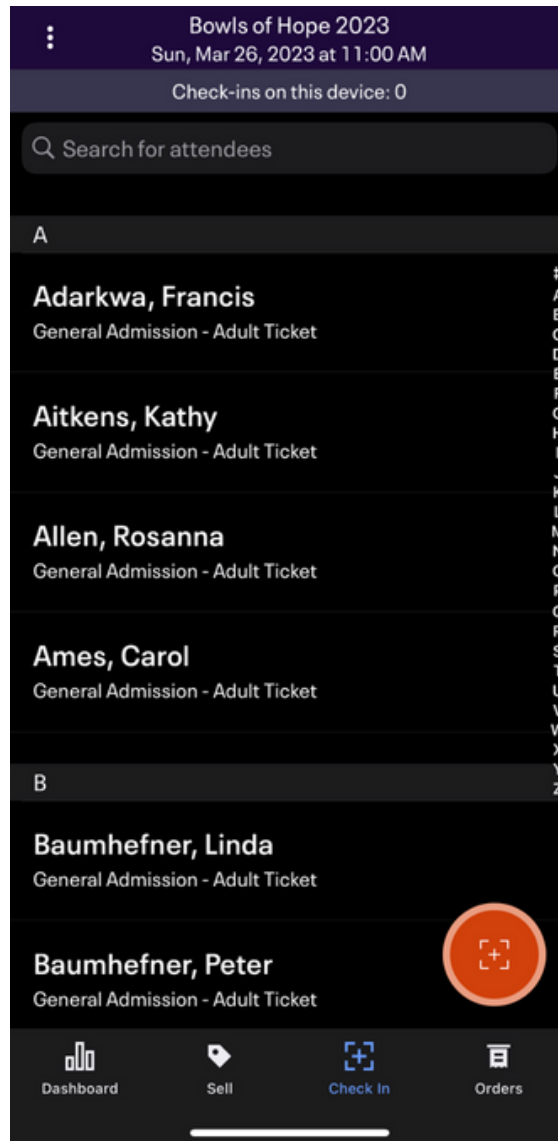 Bowls of Hope 2023
Sun, Mar 26, 2023 at 11:00 AM
Check-ins on this device: 0
Search for attendees
A
Adarkwa, Francis
General Admission - Adult Ticket
Aitkens, Kathy
General Admission - Adult Ticket
Allen, Rosanna
General Admission - Adult Ticket
Ames, Carol
General Admission - Adult Ticket
B
Baumhefner, Linda
General Admission - Adult Ticket
Baumhefner, Peter
General Admission - Adult Ticket
Dashboard Sell Check In Orders